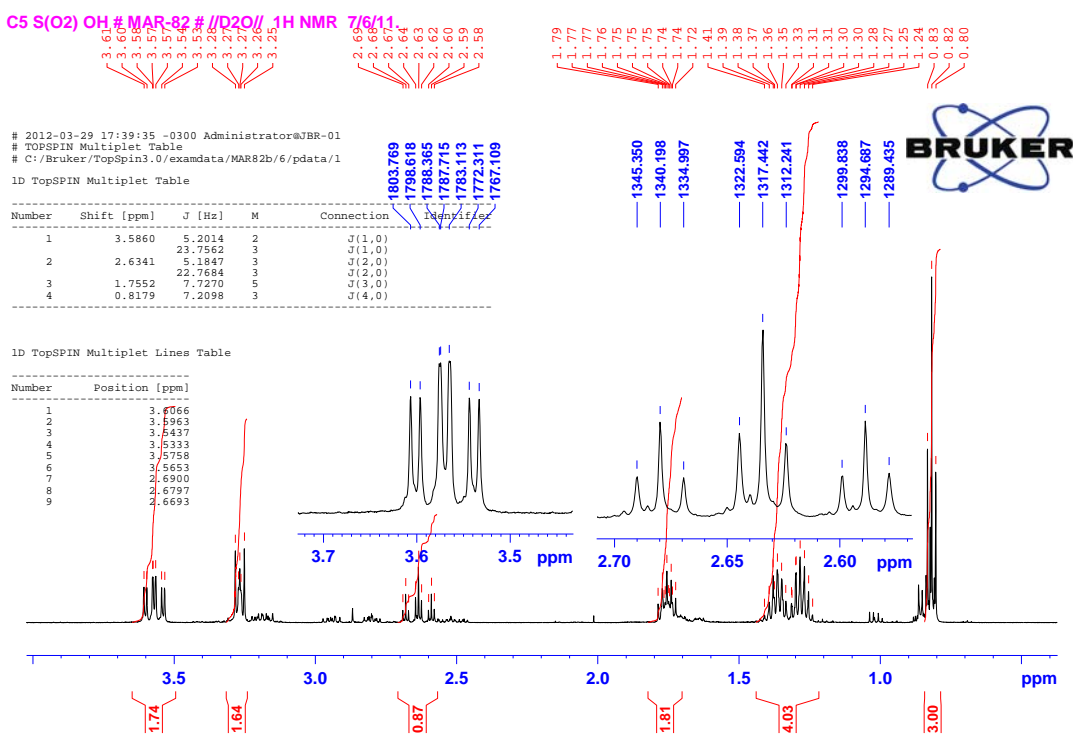 C5 S(O2) OH # MAR-82 # //D2O// 1H NMR 7/6/11.
3.61 3.60 3.58 3.57 3.57 3.54 3.53 3.28 3.27 3.27 3.26 3.25
2.69 2.68 2.67 2.64 2.63 2.62 2.60 2.59 2.58
1.79 1.77 1.77 1.76 1.75 1.75 1.75 1.74 1.74 1.72 1.41 1.39 1.38 1.37 1.36 1.35 1.33 1.31 1.31 1.30 1.30 1.28 1.27 1.25 1.24 0.83 0.82 0.80
# 2012-03-29 17:39:35 -0300 Administrator@JBR-01
# TOPSPIN Multiplet Table
# C:/Bruker/TopSpin3.0/examdata/MAR82b/6/pdata/1
1D TopSPIN Multiplet Table
Number Shift [ppm] J [Hz] M Connection Identifier
1 3.5860 5.2014 2 J(1,0)
23.7562 3 J(1,0)
2 2.6341 5.1847 3 J(2,0)
22.7684 3 J(2,0)
3 1.7552 7.7270 5 J(3,0)
4 0.8179 7.2098 3 J(4,0)
1803.769 1798.618 1788.365 1787.715 1783.113 1772.311 1767.109
1345.350 1340.198 1334.997 1322.594 1317.442 1312.241 1299.838 1294.687 1289.435
BRUKER
1D TopSPIN Multiplet Lines Table
Number Position [ppm]
1 3.6066
2 3.5963
3 3.5437
4 3.5333
5 3.5758
6 3.5653
7 2.6900
8 2.6797
9 2.6693
3.7 3.6 3.5 ppm
2.70 2.65 2.60 ppm
3.5 3.0 2.5 2.0 1.5 1.0 ppm
1.74 1.64 0.87 1.81 4.03 3.00